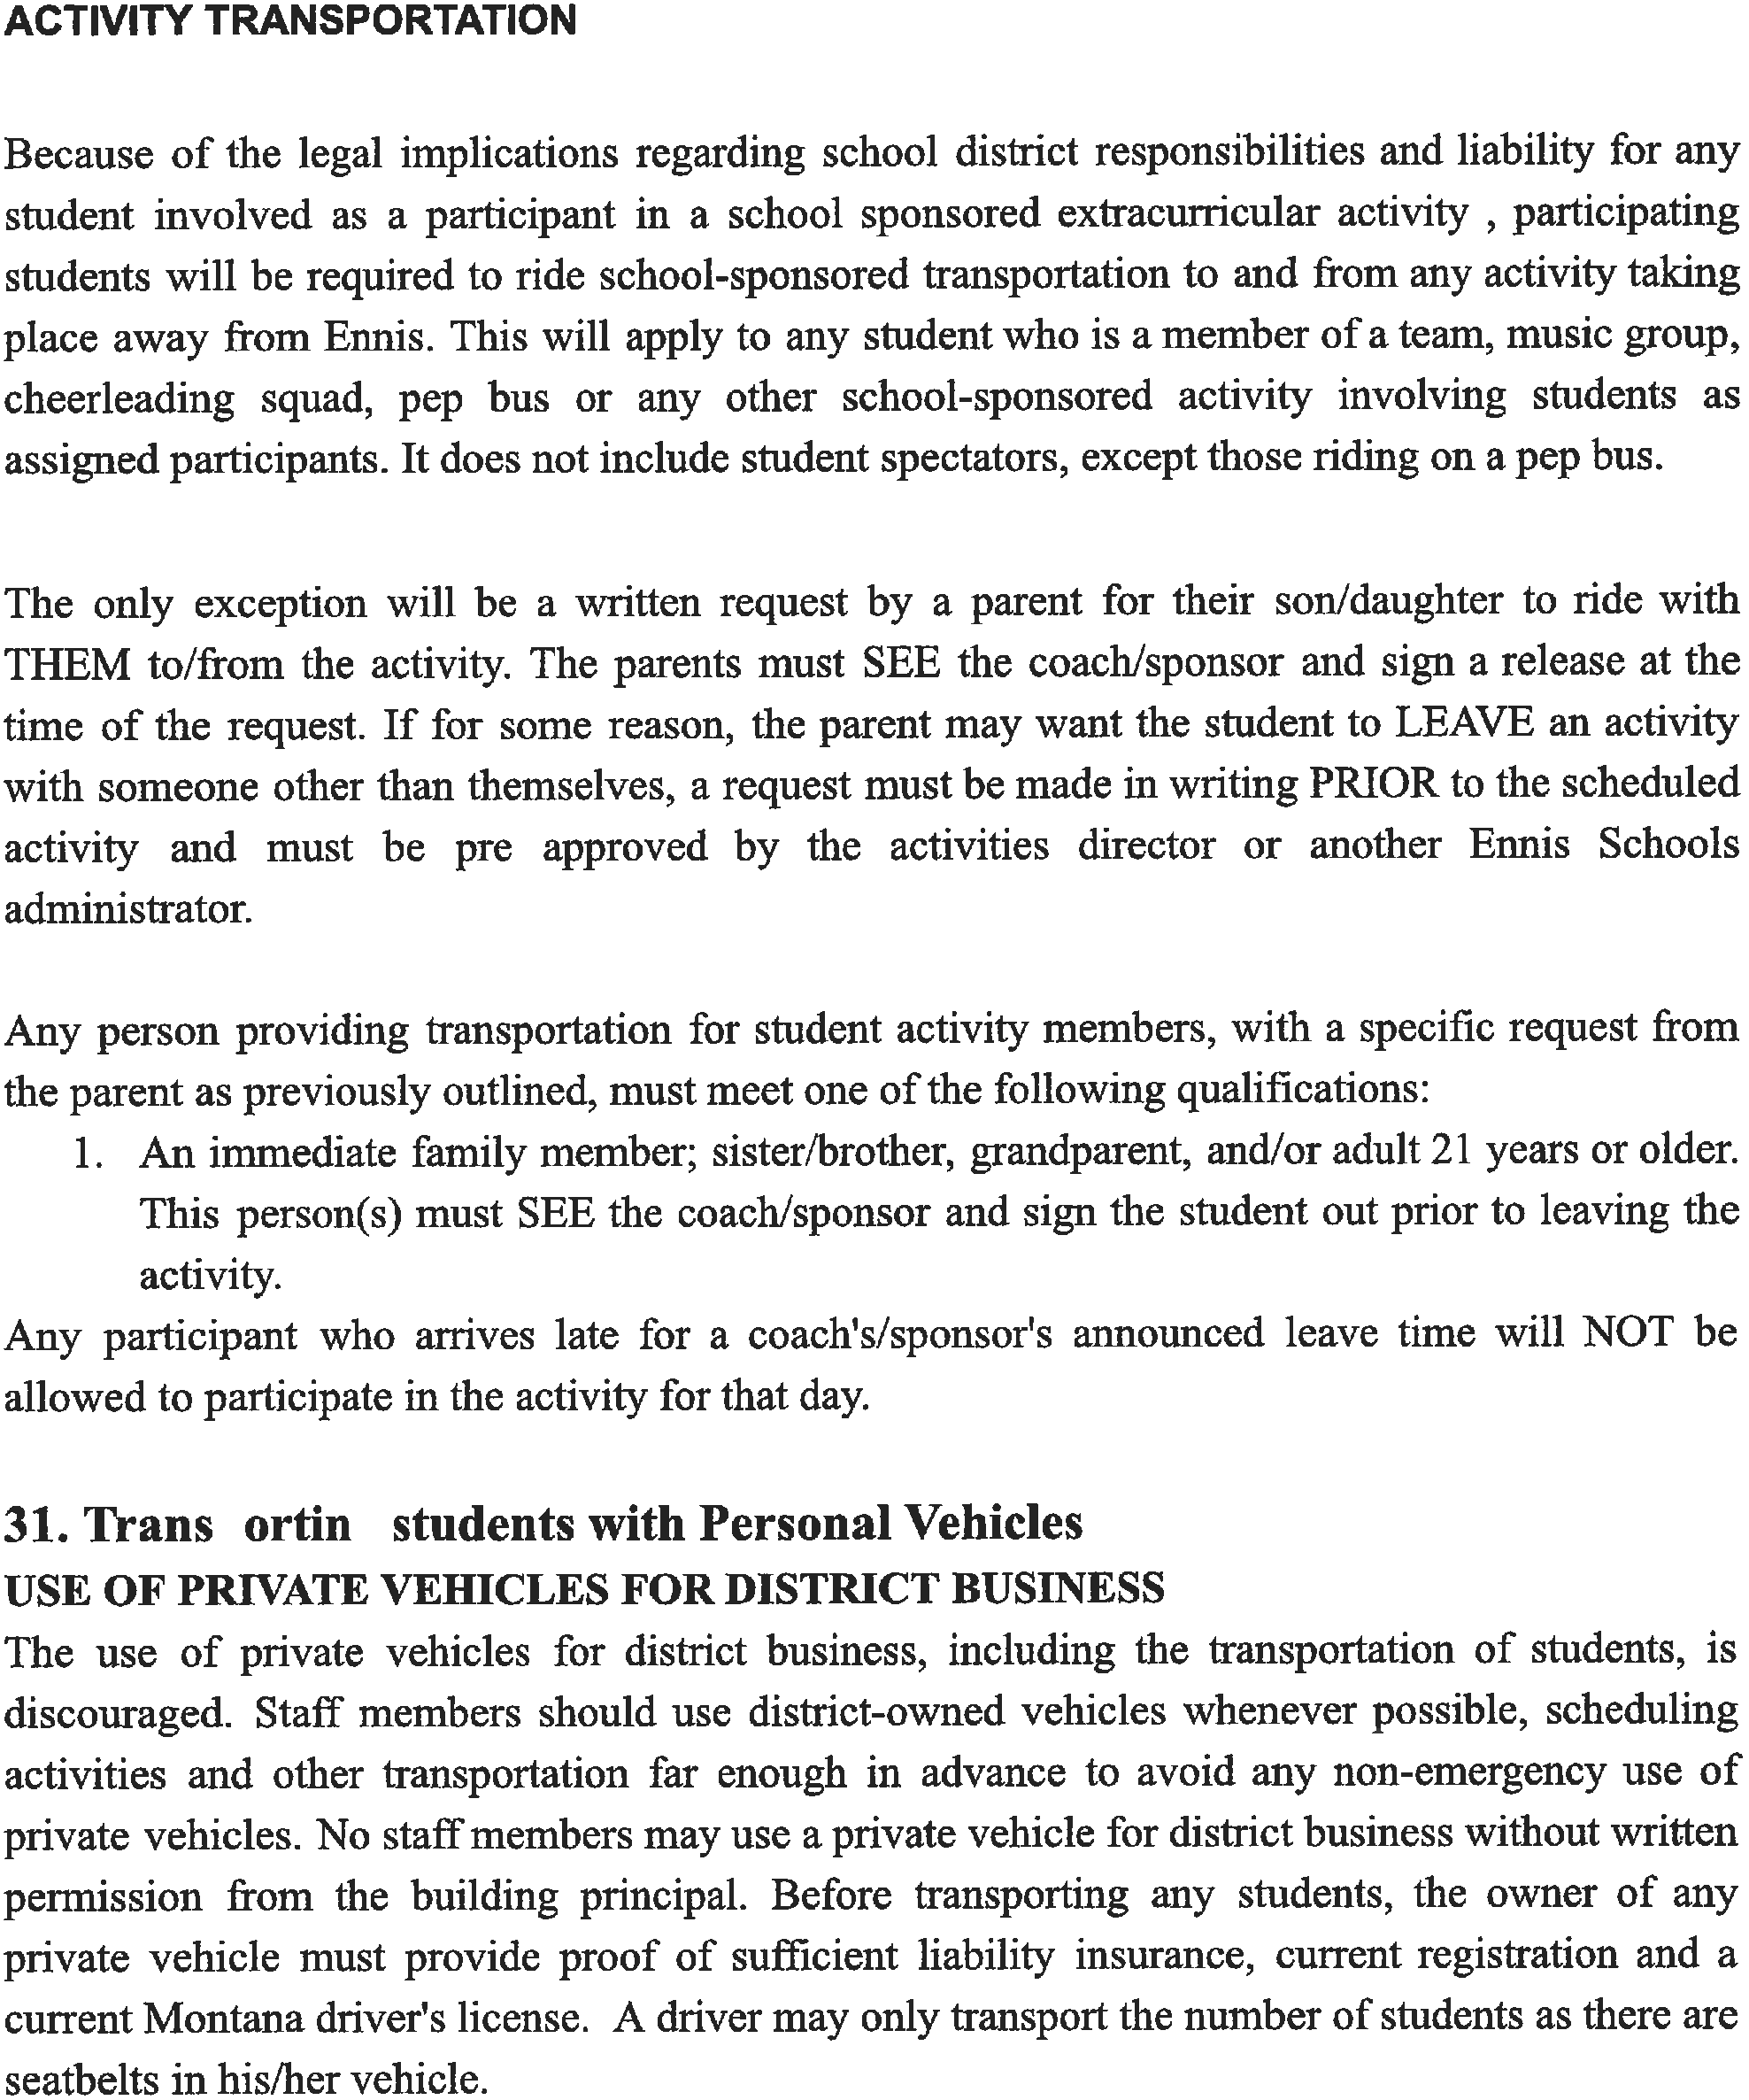 ACTIVITY TRANSPORTATION
Because of the legal implications regarding school district responsibilities and liability for any
student involved as a participant in a school sponsored extracurricular activity , participating
students will be required to ride school-sponsored transportation to and from any activity taking
place away from Ennis. This will apply to any student who is a member of a team, music group,
cheerleading squad, pep bus or any other school-sponsored activity involving students as
assigned participants. It does not include student spectators, except those riding on a pep bus.
The only exception will be a written request by a parent for their son/daughter to ride with
THEM to/from the activity. The parents must SEE the coach/sponsor and sign a release at the
time of the request. If for some reason, the parent may want the student to LEAVE an activity
with someone other than themselves, a request must be made in writing PRIOR to the scheduled
activity and must be pre approved by the activities director or another Ennis Schools
administrator.
Any person providing transportation for student activity members, with a specific request from
the parent as previously outlined, must meet one of the following qualifications:
1. An immediate family member; sister/brother, grandparent, and/or adult 21 years or older.
This person(s) must SEE the coach/sponsor and sign the student out prior to leaving the
activity.
Any participant who arrives late for a coach's/sponsor's announced leave time will NOT be
allowed to participate in the activity for that day.
31. Trans ortin students with Personal Vehicles
USE OF PRIVATE VEHICLES FOR DISTRICT BUSINESS
The use of private vehicles for district business, including the transportation of students, is
discouraged. Staff members should use district-owned vehicles whenever possible, scheduling
activities and other transportation far enough in advance to avoid any non-emergency use of
private vehicles. No staff members may use a private vehicle for district business without written
permission from the building principal. Before transporting any students, the owner of any
private vehicle must provide proof of sufficient liability insurance, current registration and a
current Montana driver's license. A driver may only transport the number of students as there are
seatbelts in his/her vehicle.